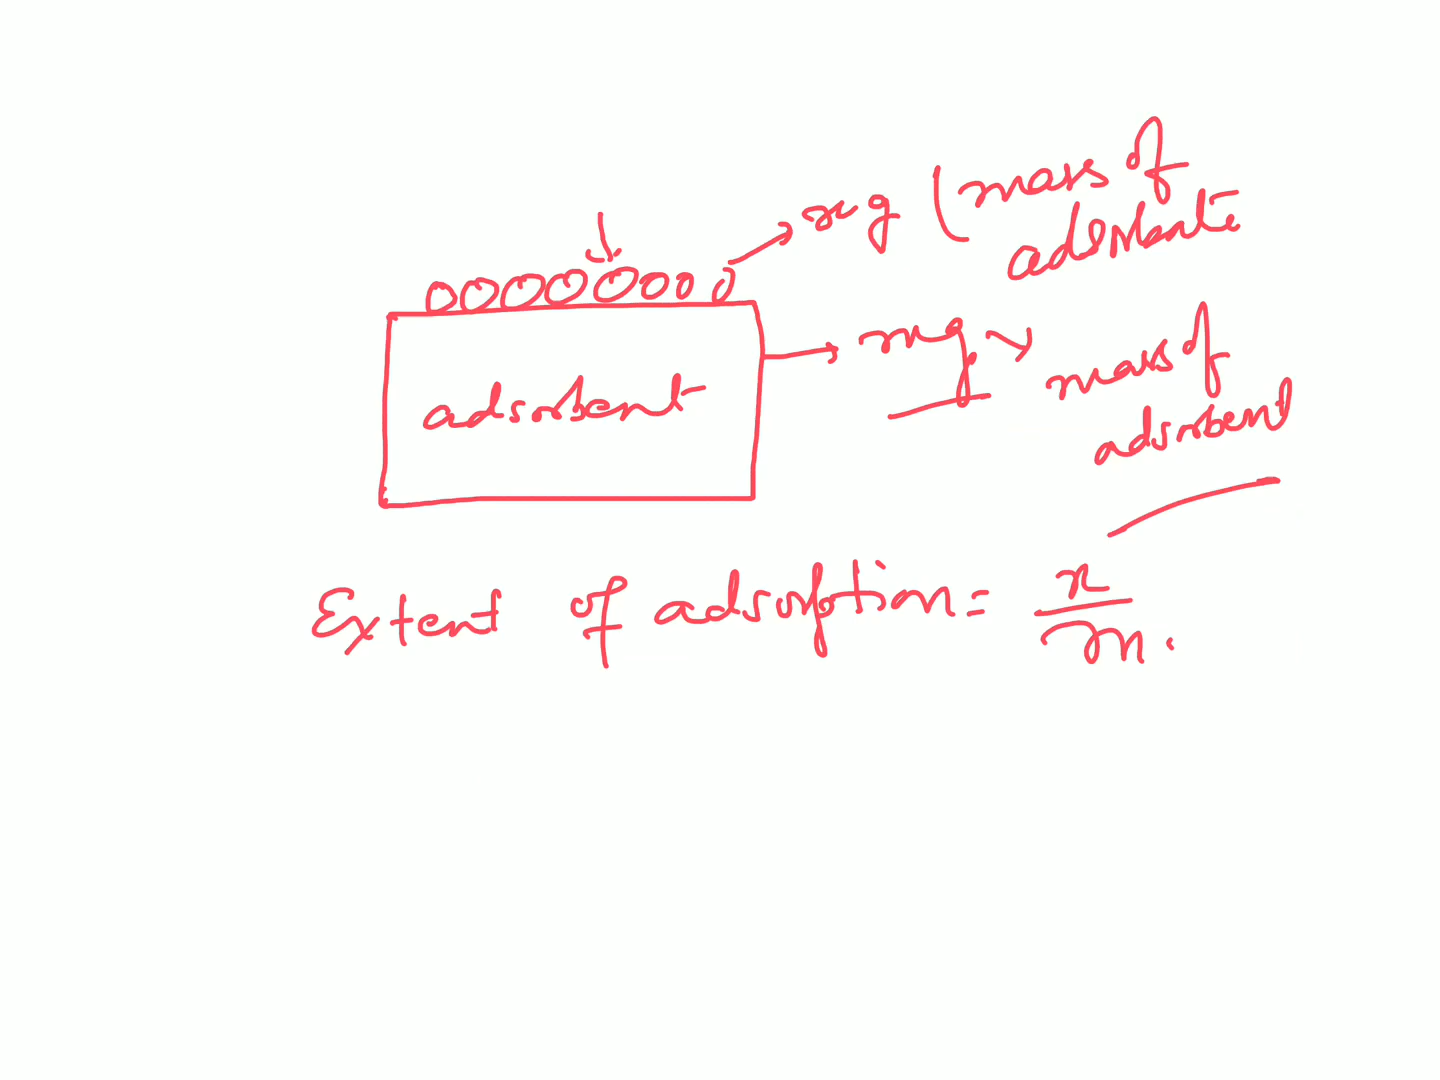 x g (mass of
adsorbate
m g → mass of
adsorbent
adsorbent
Extent of adsorption = x/m.